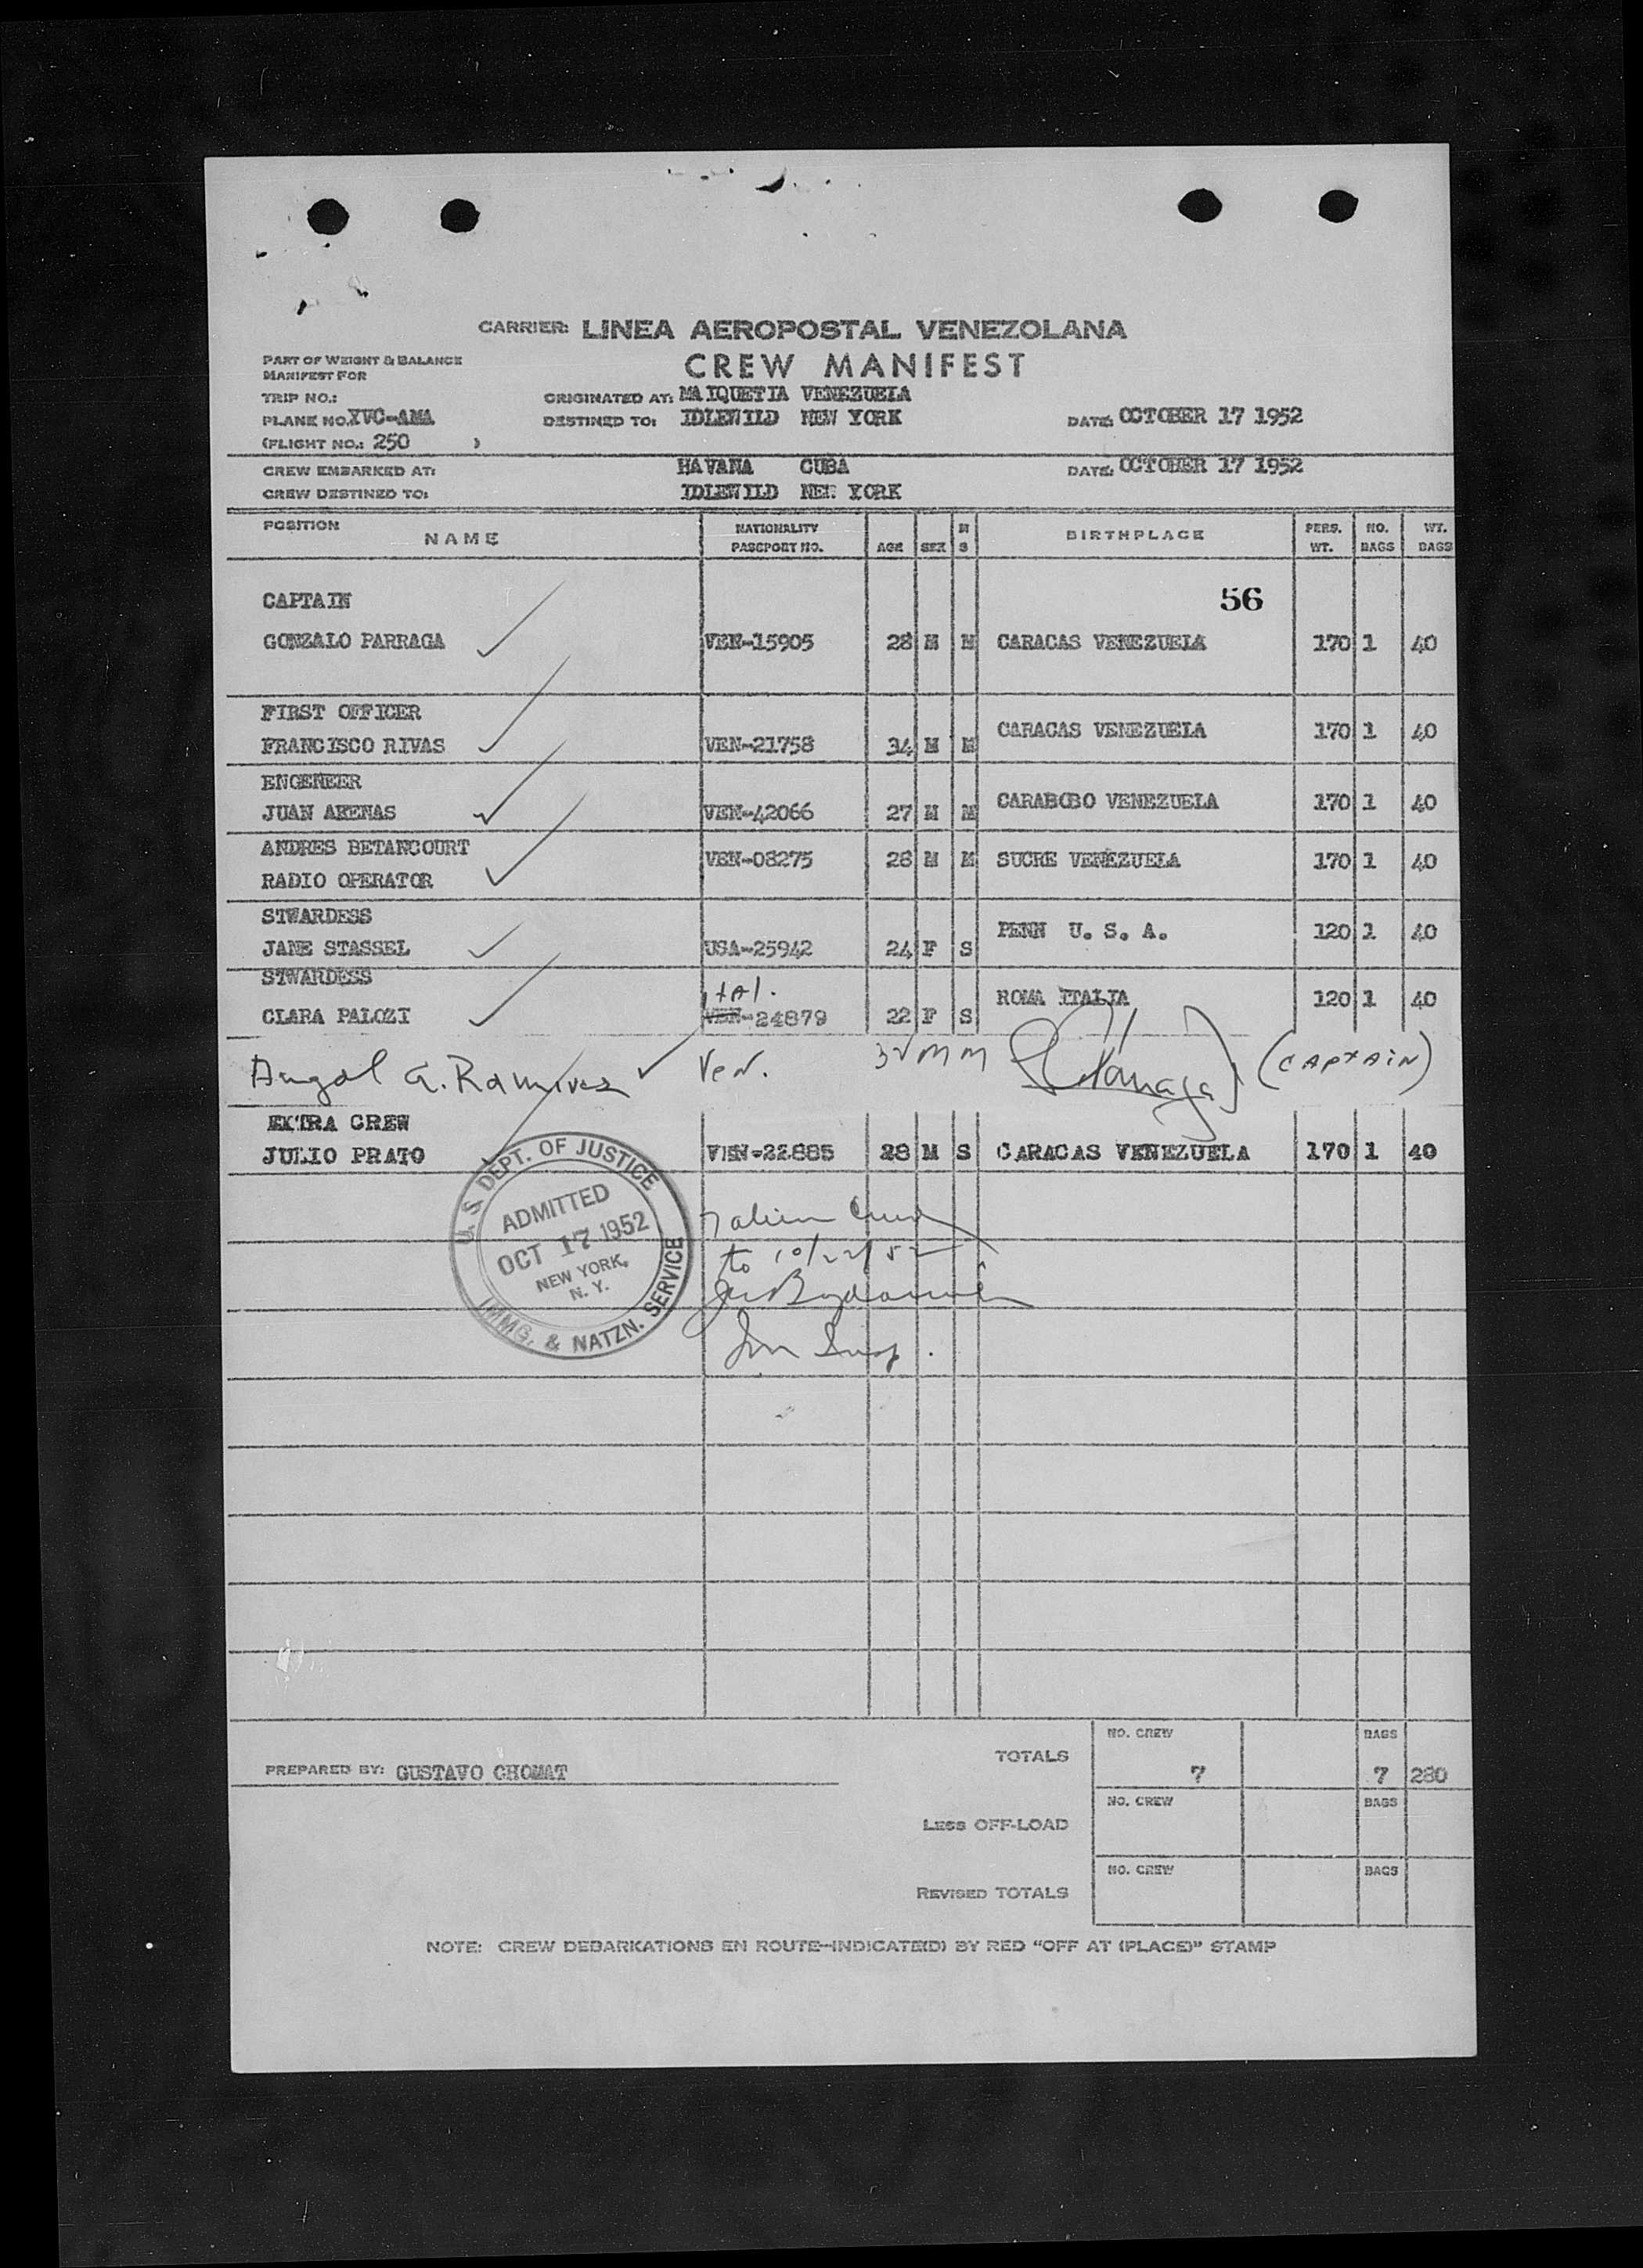 CARRIER: LINEA AEROPOSTAL VENEZOLANA
PART OF WEIGHT & BALANCE
MANIFEST FOR
CREW MANIFEST
TRIP NO.:
ORIGINATED AT: MAIQUETIA VENEZUELA
PLANE NO. XVC-AMA
DESTINED TO: IDLEWILD NEW YORK
DATE: OCTOBER 17 1952
(FLIGHT NO.: 250 )
CREW EMBARKED AT: HAVANA CUBA
DATE: OCTOBER 17 1952
CREW DESTINED TO: IDLEWILD NEW YORK
POSITION NAME NATIONALITY PASSPORT NO. AGE SEX M S BIRTHPLACE PERS. WT. NO. BAGS WT. BAGS
56
CAPTAIN
GONZALO PARRAGA VEN-15905 28 M M CARACAS VENEZUELA 170 1 40
FIRST OFFICER
FRANCISCO RIVAS VEN-21758 34 M M CARACAS VENEZUELA 170 1 40
ENGENEER
JUAN ARENAS VEN-42066 27 M M CARABOBO VENEZUELA 170 1 40
ANDRES BETANCOURT VEN-08275 28 M M SUCRE VENEZUELA 170 1 40
RADIO OPERATOR
STWARDESS
JANE STASSEL USA-25942 24 F S PENN U. S. A. 120 1 40
STWARDESS
ital.
CLARA PALOZI VEN-24879 22 F S ROMA ITALIA 120 1 40
Angol G. Ramirez Ven. 32 M M (CAPTAIN)
EXTRA CREW
JULIO PRATO VEN-22885 28 M S CARACAS VENEZUELA 170 1 40
U. S. DEPT. OF JUSTICE
ADMITTED
OCT 17 1952
NEW YORK,
N. Y.
IMMG. & NATZN. SERVICE
7 alien Crew
to 10/22/52
Imm Insp.
NO. CREW BAGS
TOTALS 7 7 280
PREPARED BY: GUSTAVO CHOMAT
NO. CREW BAGS
LESS OFF-LOAD
NO. CREW BAGS
REVISED TOTALS
NOTE: CREW DEBARKATIONS EN ROUTE—INDICATE(D) BY RED "OFF AT (PLACE)" STAMP